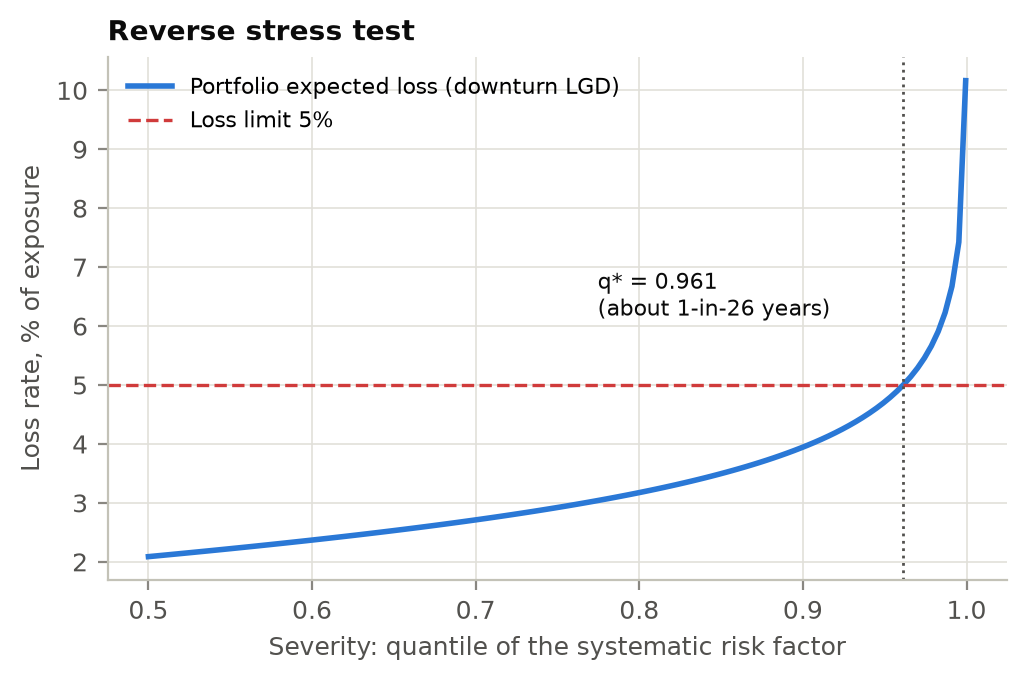 Reverse stress test
Portfolio expected loss (downturn LGD)
Loss limit 5%
Loss rate, % of exposure
10
9
8
7
6
5
4
3
2
q* = 0.961
(about 1-in-26 years)
0.5 0.6 0.7 0.8 0.9 1.0
Severity: quantile of the systematic risk factor